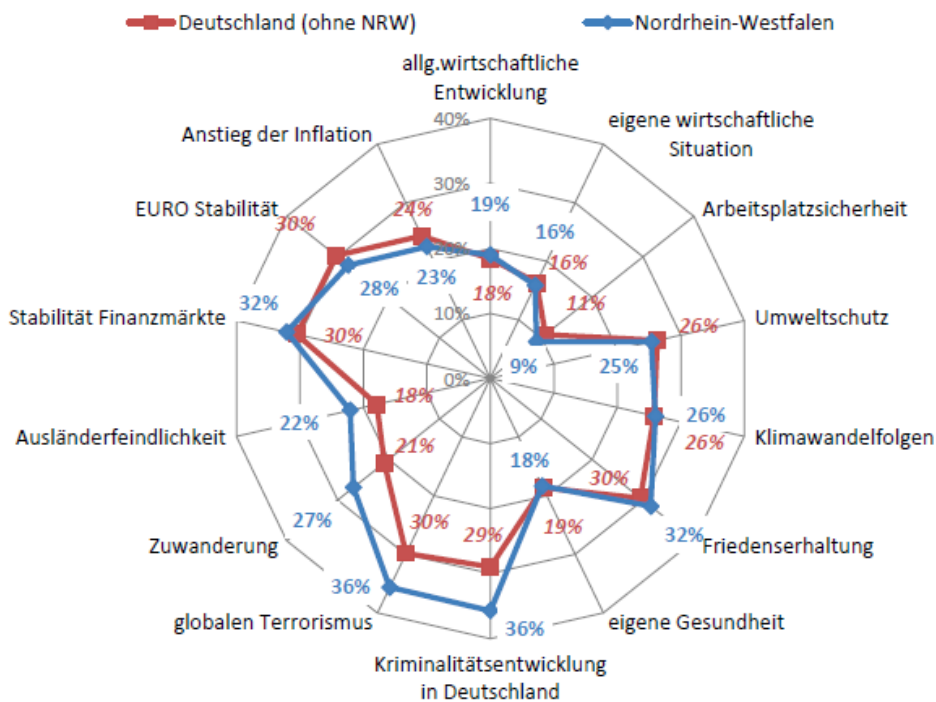 Deutschland (ohne NRW)
Nordrhein-Westfalen
allg.wirtschaftliche
Entwicklung
eigene wirtschaftliche
Situation
Arbeitsplatzsicherheit
Umweltschutz
Klimawandelfolgen
Friedenserhaltung
eigene Gesundheit
Kriminalitätsentwicklung
in Deutschland
globalen Terrorismus
Zuwanderung
Ausländerfeindlichkeit
Stabilität Finanzmärkte
EURO Stabilität
Anstieg der Inflation
40%
30%
20%
10%
0%
19%
18%
16%
16%
11%
9%
26%
25%
26%
26%
30%
32%
18%
19%
29%
36%
30%
36%
21%
27%
18%
22%
32%
30%
30%
28%
24%
23%